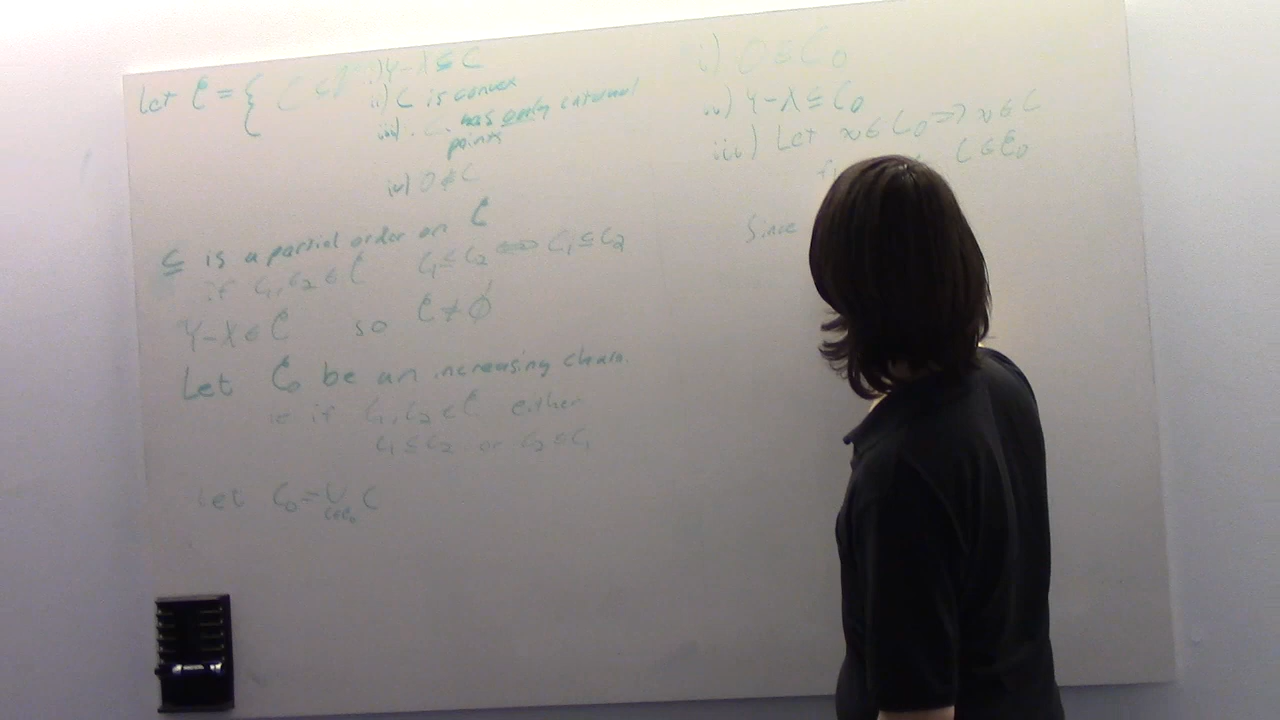 Let C = { C ⊆ i) Y-X ⊆ C
ii) C is convex
iii) C has only internal
points
iv) 0 ∉ C
⊆ is a partial order on C
if C₁, C₂ ∈ C C₁ ≤ C₂ ⟺ C₁ ⊆ C₂
Y-X ∈ C so C ≠ ∅
Let C₀ be an increasing chain.
ie if C₁, C₂ ∈ C either
C₁ ≤ C₂ or C₂ ≤ C₁
Let C₀ = ∪ C
C∈C₀
i) 0 ∉ C₀
ii) Y-X ⊆ C₀
iii) Let x ∈ C₀ => x ∈ C
C ∈ C₀
Since